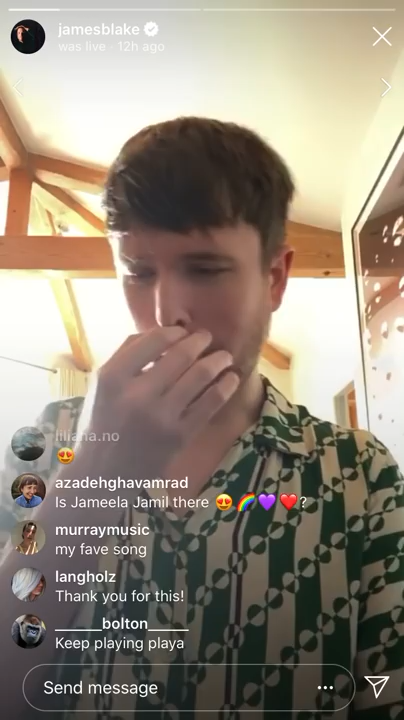 jamesblake
was live · 12h ago
liliana.no
😍
azadehghavamrad
Is Jameela Jamil there 😍🌈💜❤️?
murraymusic
my fave song
langholz
Thank you for this!
_____bolton_____
Keep playing playa
Send message